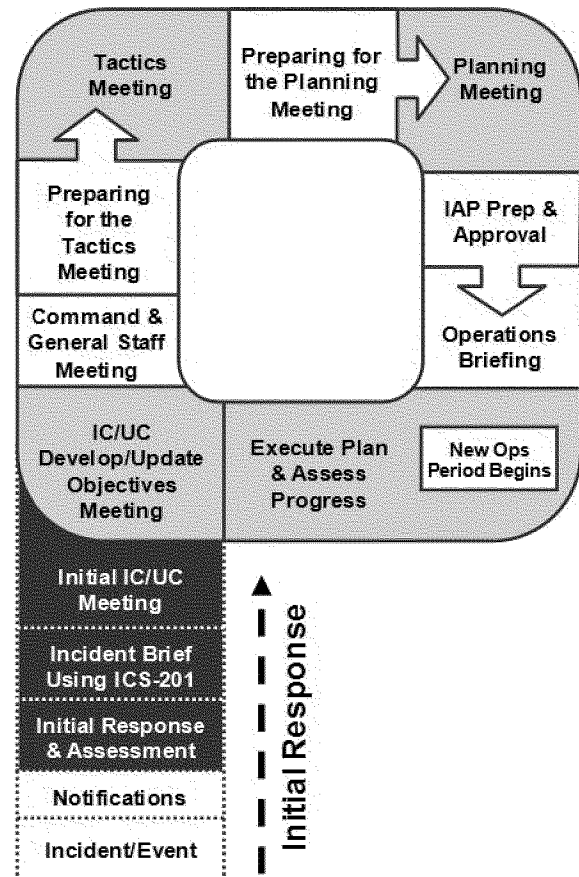 Tactics
Meeting
Preparing for
the Planning
Meeting
Planning
Meeting
Preparing
for the
Tactics
Meeting
IAP Prep &
Approval
Command &
General Staff
Meeting
Operations
Briefing
IC/UC
Develop/Update
Objectives
Meeting
Execute Plan
& Assess
Progress
New Ops
Period Begins
Initial IC/UC
Meeting
Incident Brief
Using ICS-201
Initial Response
& Assessment
Notifications
Incident/Event
Initial Response